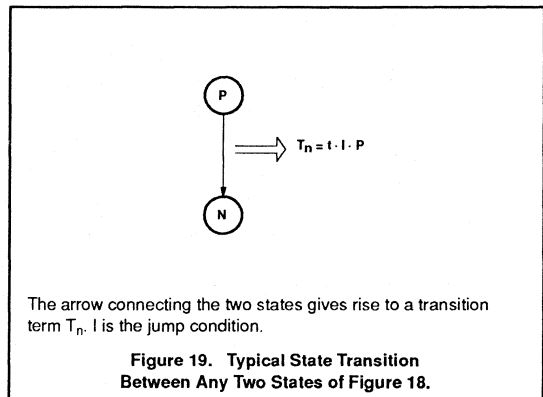 P
Tn = t · I · P
N
The arrow connecting the two states gives rise to a transition
term Tn. I is the jump condition.
Figure 19. Typical State Transition
Between Any Two States of Figure 18.